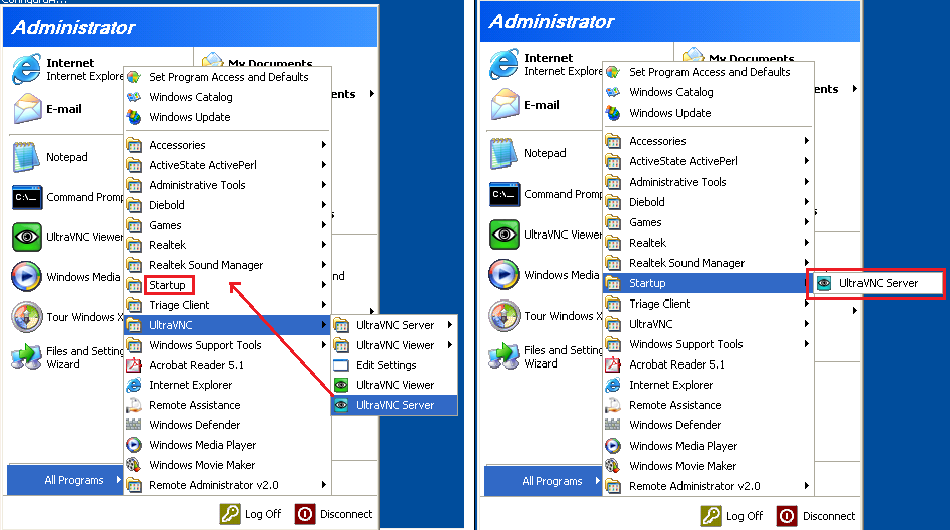 Administrator
Internet
Internet Explore
My Documents
E-mail
ents
Notepad
Command Promp
UltraVNC Viewer
Windows Media
nd
Tour Windows X
Files and Setting
Wizard
Set Program Access and Defaults
Windows Catalog
Windows Update
Accessories
ActiveState ActivePerl
Administrative Tools
Diebold
Games
Realtek
Realtek Sound Manager
Startup
Triage Client
UltraVNC
Windows Support Tools
Acrobat Reader 5.1
Internet Explorer
Remote Assistance
Windows Defender
Windows Media Player
Windows Movie Maker
Remote Administrator v2.0
UltraVNC Server
UltraVNC Viewer
Edit Settings
UltraVNC Viewer
UltraVNC Server
All Programs
Log Off
Disconnect
Administrator
Internet
Internet Explore
My Documents
E-mail
ents
Notepad
Command Promp
UltraVNC Viewer
Windows Media
Tour Windows X
Files and Setting
Wizard
Set Program Access and Defaults
Windows Catalog
Windows Update
Accessories
ActiveState ActivePerl
Administrative Tools
Diebold
Games
Realtek
Realtek Sound Manager
Startup
Triage Client
UltraVNC
Windows Support Tools
Acrobat Reader 5.1
Internet Explorer
Remote Assistance
Windows Defender
Windows Media Player
Windows Movie Maker
Remote Administrator v2.0
UltraVNC Server
All Programs
Log Off
Disconnect